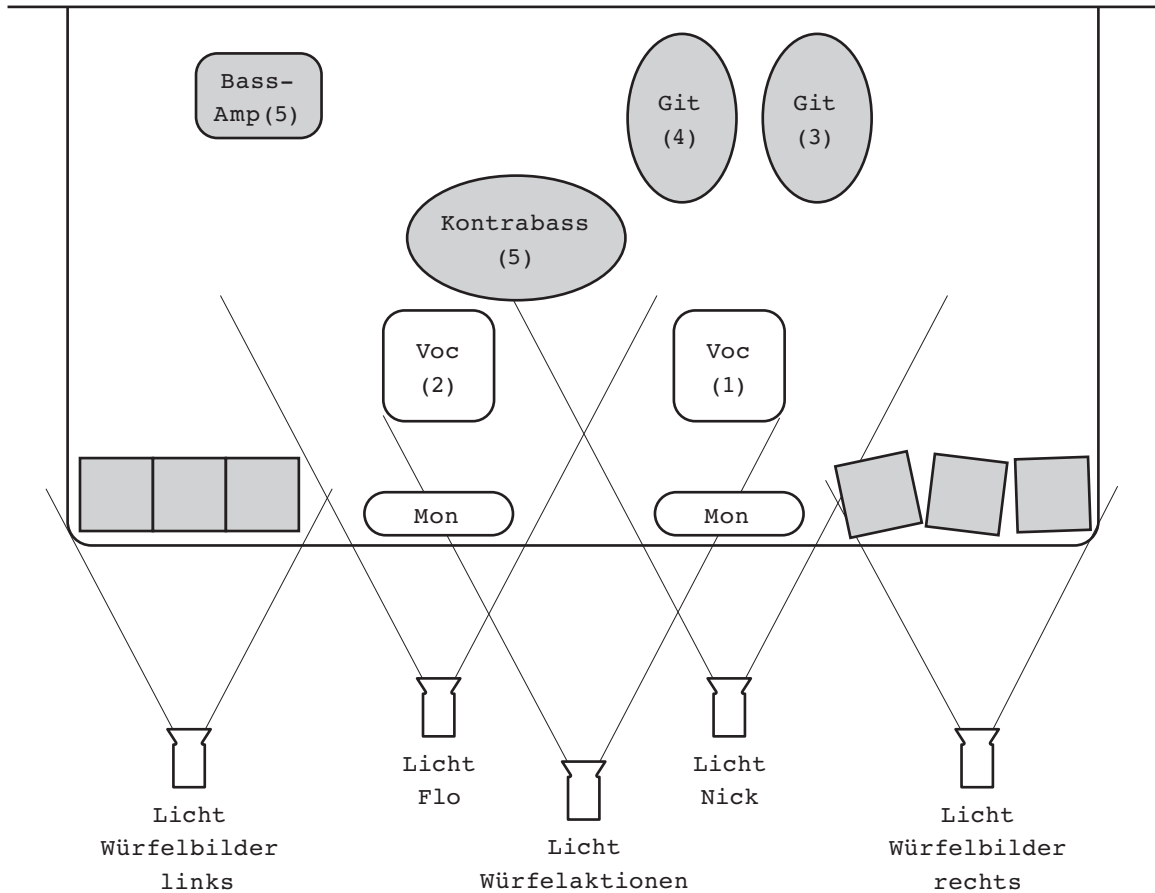 Bass-
Amp(5)
Git
(4)
Git
(3)
Kontrabass
(5)
Voc
(2)
Voc
(1)
Mon
Mon
Licht
Flo
Licht
Nick
Licht
Würfelbilder
links
Licht
Würfelaktionen
Licht
Würfelbilder
rechts